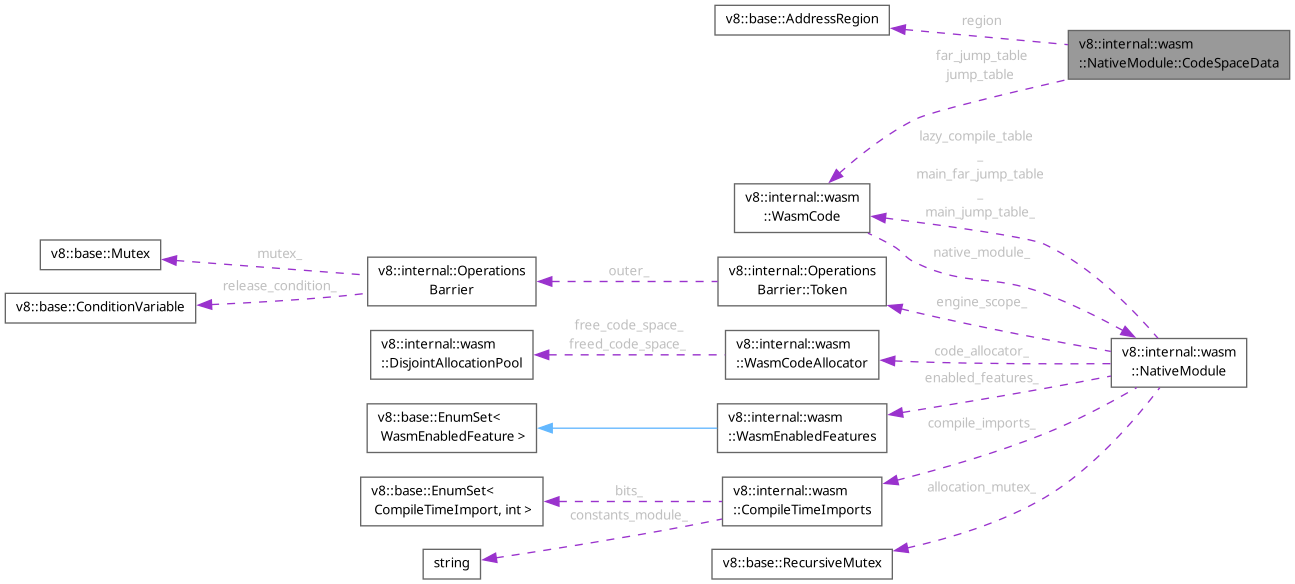 v8::base::AddressRegion
region
v8::internal::wasm
::NativeModule::CodeSpaceData
far_jump_table
jump_table
lazy_compile_table
_
main_far_jump_table
_
main_jump_table_
v8::internal::wasm
::WasmCode
native_module_
v8::base::Mutex
mutex_
v8::internal::Operations
Barrier
outer_
v8::internal::Operations
Barrier::Token
engine_scope_
v8::base::ConditionVariable
release_condition_
v8::internal::wasm
::DisjointAllocationPool
free_code_space_
freed_code_space_
v8::internal::wasm
::WasmCodeAllocator
code_allocator_
v8::internal::wasm
::NativeModule
v8::base::EnumSet<
WasmEnabledFeature >
v8::internal::wasm
::WasmEnabledFeatures
enabled_features_
compile_imports_
v8::base::EnumSet<
CompileTimeImport, int >
bits_
constants_module_
v8::internal::wasm
::CompileTimeImports
allocation_mutex_
string
v8::base::RecursiveMutex